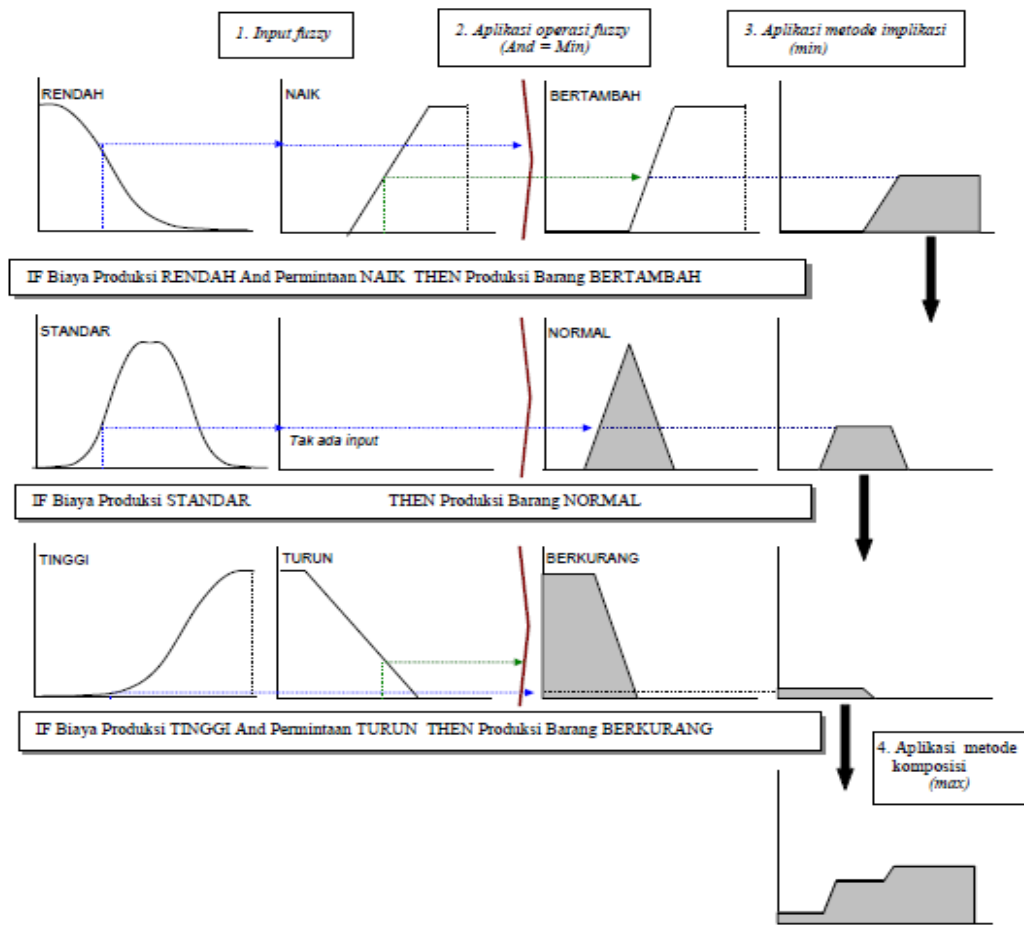 1. Input fuzzy
2. Aplikasi operasi fuzzy
(And = Min)
3. Aplikasi metode implikasi
(min)
RENDAH
NAIK
BERTAMBAH
IF Biaya Produksi RENDAH And Permintaan NAIK THEN Produksi Barang BERTAMBAH
STANDAR
NORMAL
Tak ada input
IF Biaya Produksi STANDAR THEN Produksi Barang NORMAL
TINGGI
TURUN
BERKURANG
IF Biaya Produksi TINGGI And Permintaan TURUN THEN Produksi Barang BERKURANG
4. Aplikasi metode
komposisi
(max)